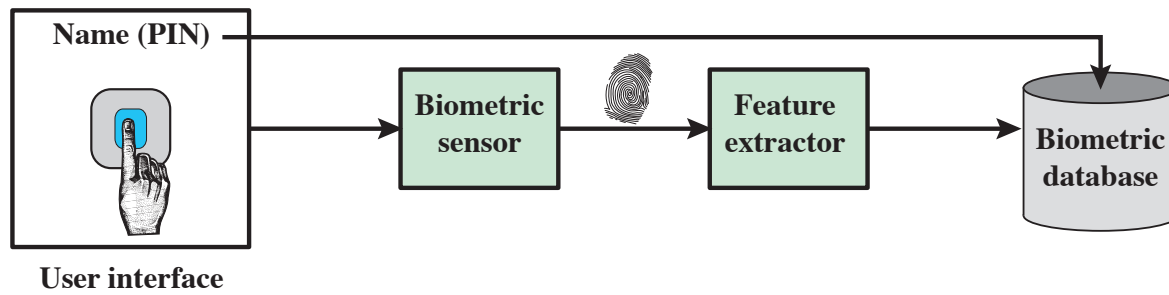 Name (PIN)
Biometric
sensor
Feature
extractor
Biometric
database
User interface